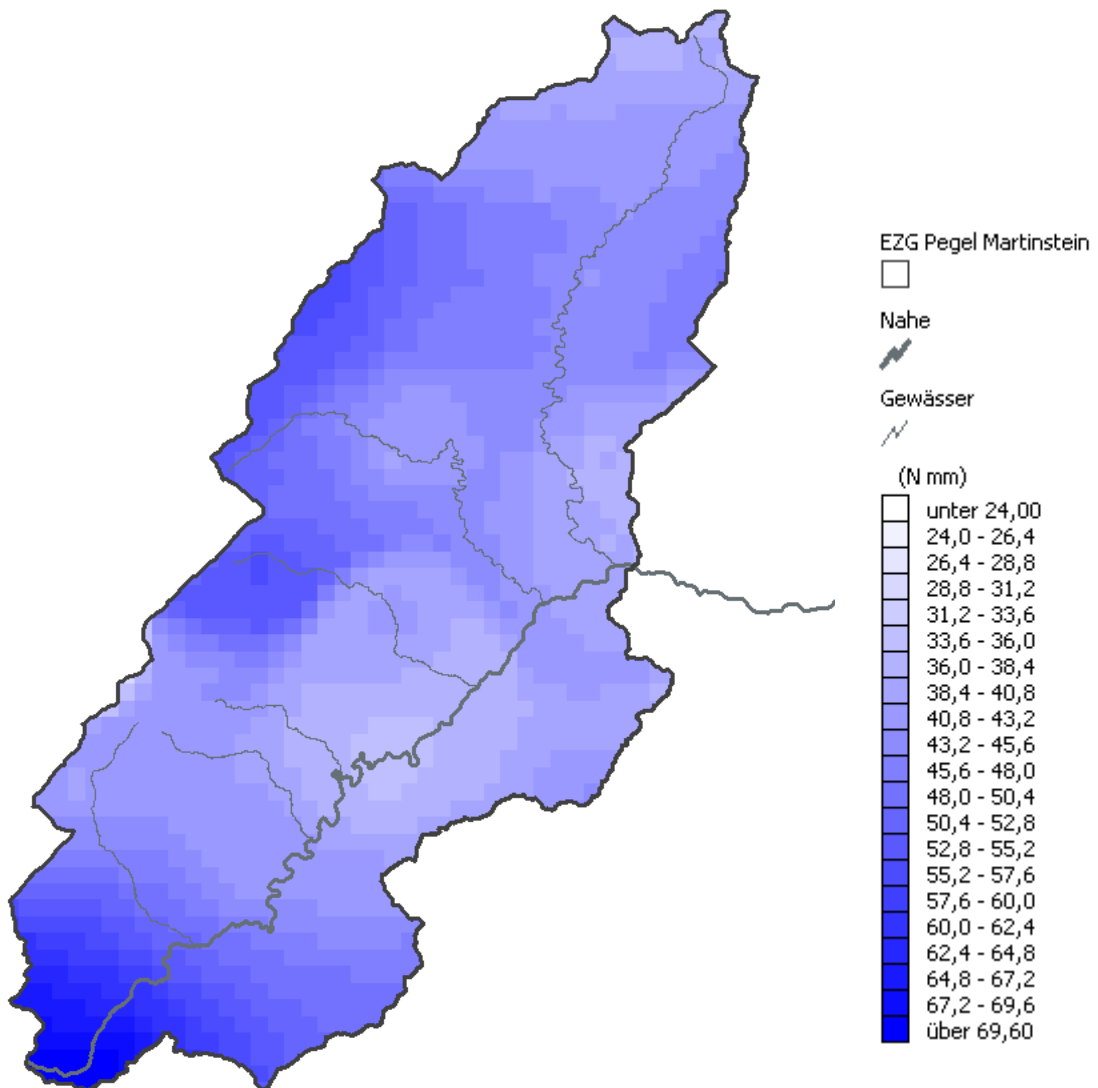 EZG Pegel Martinstein
Nahe
Gewässer
(N mm)
unter 24,00
24,0 - 26,4
26,4 - 28,8
28,8 - 31,2
31,2 - 33,6
33,6 - 36,0
36,0 - 38,4
38,4 - 40,8
40,8 - 43,2
43,2 - 45,6
45,6 - 48,0
48,0 - 50,4
50,4 - 52,8
52,8 - 55,2
55,2 - 57,6
57,6 - 60,0
60,0 - 62,4
62,4 - 64,8
64,8 - 67,2
67,2 - 69,6
über 69,60